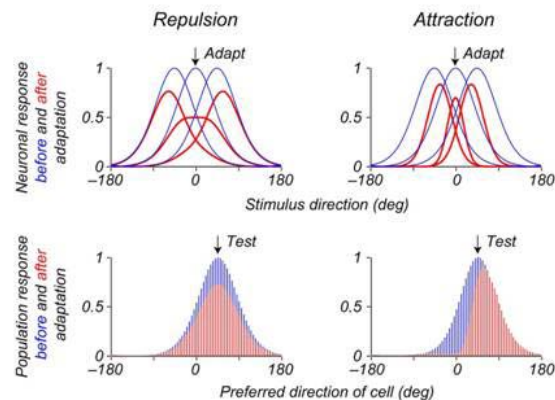 Repulsion
Attraction
Adapt
Adapt
Neuronal response
before and after
adaptation
1
0.5
0
−180
0
180
1
0.5
0
−180
0
180
Stimulus direction (deg)
Test
Test
Population response
before and after
adaptation
1
0.5
0
−180
0
180
1
0.5
0
−180
0
180
Preferred direction of cell (deg)